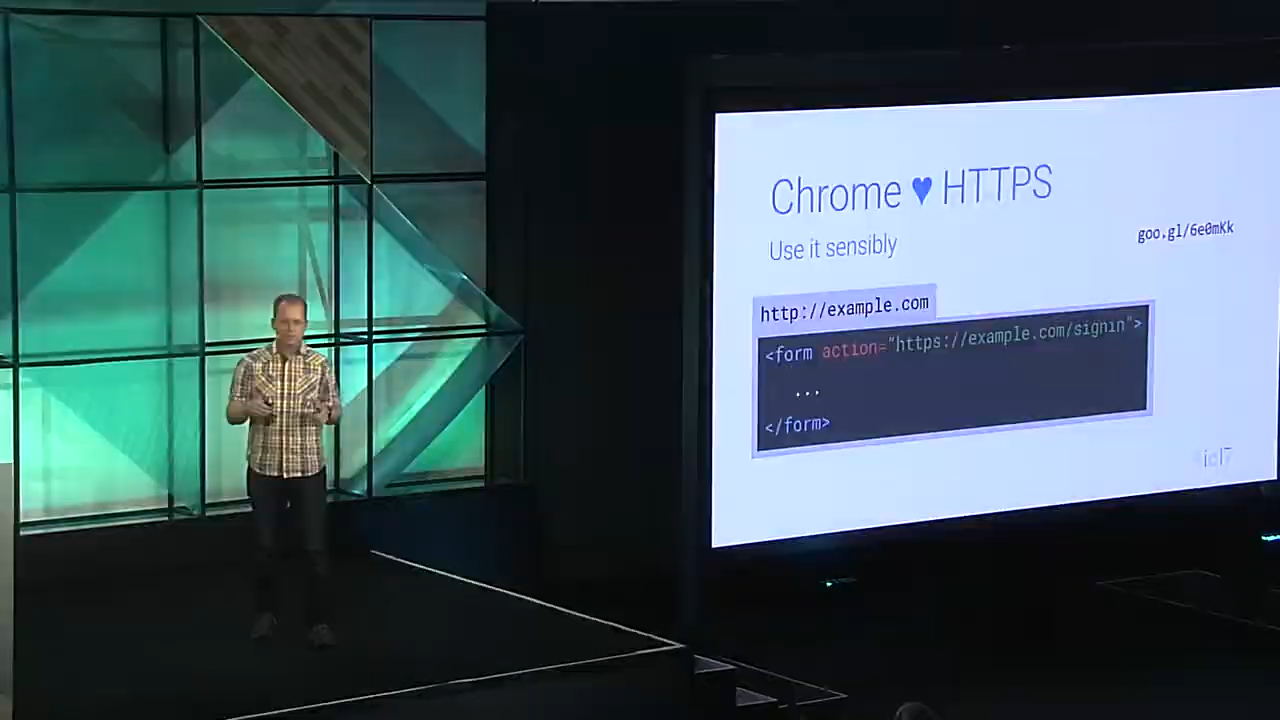 Chrome ♥ HTTPS
Use it sensibly
goo.gl/6e0mKk
http://example.com
<form action="https://example.com/signin">
...
</form>